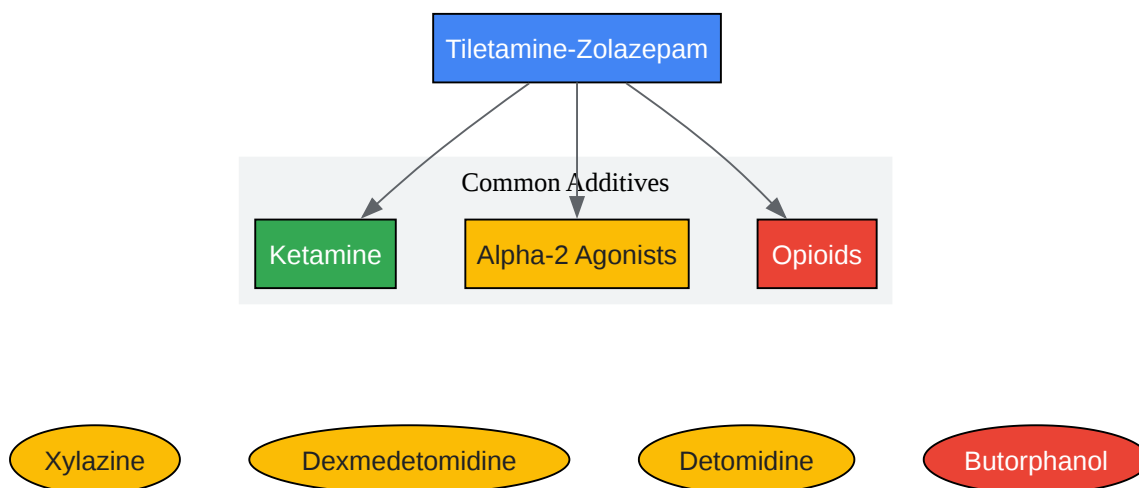 Tiletamine-Zolazepam
Common Additives
Ketamine
Alpha-2 Agonists
Opioids
Xylazine
Dexmedetomidine
Detomidine
Butorphanol